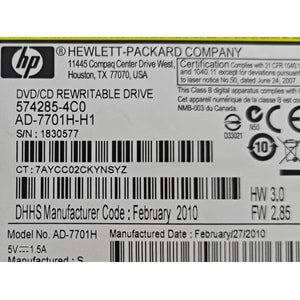 hp
HEWLETT-PACKARD COMPANY
11445 Compaq Center Drive West
Houston, TX 77070, USA
DVD/CD REWRITABLE DRIVE
574285-4C0
AD-7701H-H1
S/N : 1830577
Certification
Complies with 21 CFR 1040.
and 1040.11 except for deviations
pursuant to laser
No. 50, dated June 24, 2007.
This Class B digital apparatus complies with
Canadian
NMB-003 du Canada.
D33021
N50
10
CT : 7AYCC02CKYNSYZ
HW 3.0
DHHS Manufacturer Code ; February 2010
FW 2.85
Model No. AD-7701H
Manufactured : February/27/2010
5V⎓1.5A